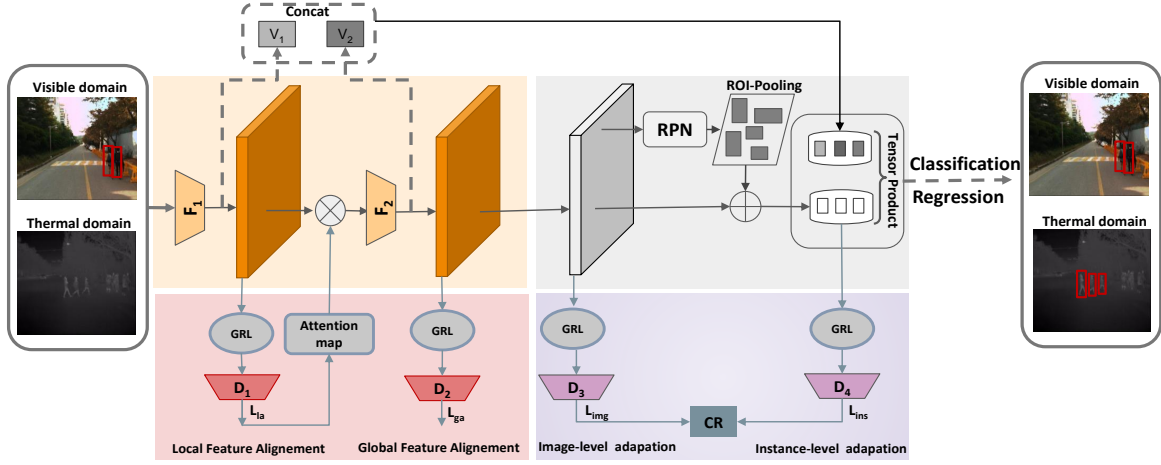 Concat
V1
V2
Visible domain
Thermal domain
F1
F2
ROI-Pooling
RPN
Tensor Product
Classification
Regression
Visible domain
Thermal domain
GRL
Attention
map
GRL
GRL
GRL
D1
D2
D3
D4
Lla
Lga
Limg
CR
Lins
Local Feature Alignement
Global Feature Alignement
Image-level adapation
Instance-level adapation